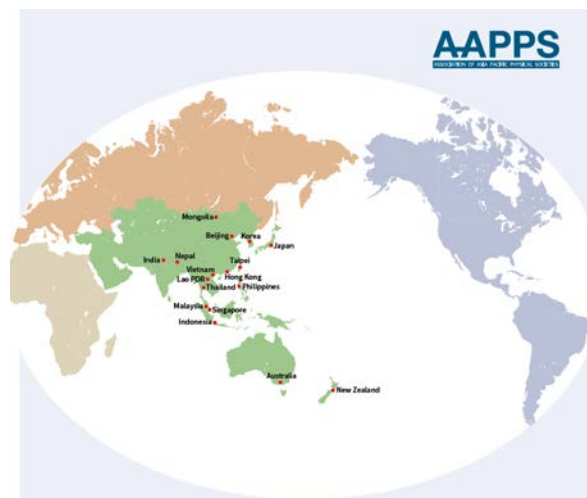 AAPPS
ASSOCIATION OF ASIA PACIFIC PHYSICAL SOCIETIES
Mongolia
Beijing
Korea
Japan
India
Nepal
Taipei
Vietnam
Hong Kong
Lao PDR
Thailand
Philippines
Malaysia
Singapore
Indonesia
Australia
New Zealand